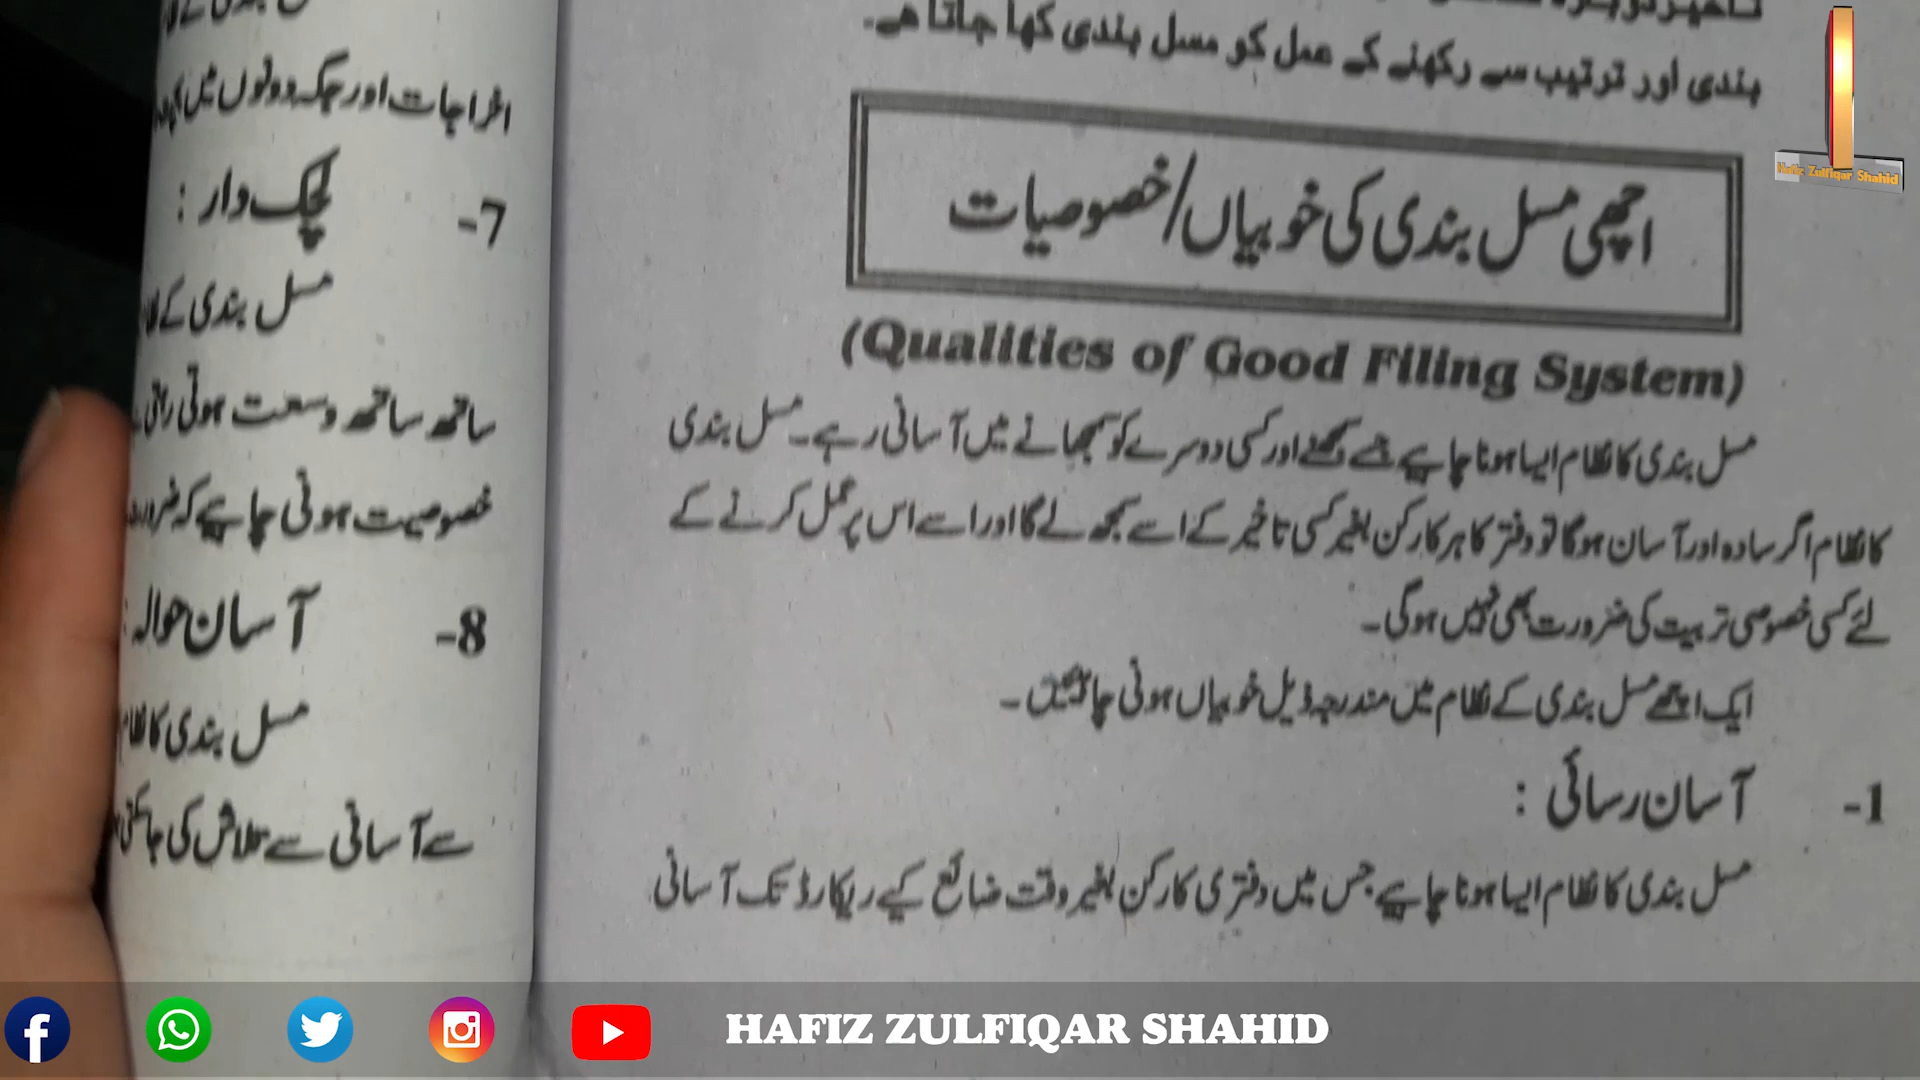 بندی اور ترتیب سے رکھنے کے عمل کو مسل بندی کہا جاتا ہے۔
اچھی مسل بندی کی خوبیاں/خصوصیات
(Qualities of Good Filing System)
مسل بندی کا نظام ایسا ہونا چاہیے جسے سمجھنے اور کسی دوسرے کو سمجھانے میں آسانی رہے۔ مسل بندی
کا نظام اگر سادہ اور آسان ہوگا تو دفتر کا ہر کارکن بغیر کسی تاخیر کے اسے سمجھ لے گا اور اسے اس پر عمل کرنے کے
لئے کسی خصوصی تربیت کی ضرورت بھی نہیں ہوگی۔
ایک اچھے مسل بندی کے نظام میں مندرجہ ذیل خوبیاں ہونی چاہئیں۔
1- آسان رسائی :
مسل بندی کا نظام ایسا ہونا چاہیے جس میں دفتری کارکن بغیر وقت ضائع کیے ریکارڈ تک آسانی
اخراجات اور جگہ دونوں میں
7- لچک دار :
مسل بندی کے
ساتھ ساتھ وسعت ہوتی رہتی
خصوصیت ہونی چاہیے کہ
8- آسان حوالہ :
مسل بندی کا نظام
سے آسانی سے تلاش کی جا سکتی
Hafiz Zulfiqar Shahid
HAFIZ ZULFIQAR SHAHID